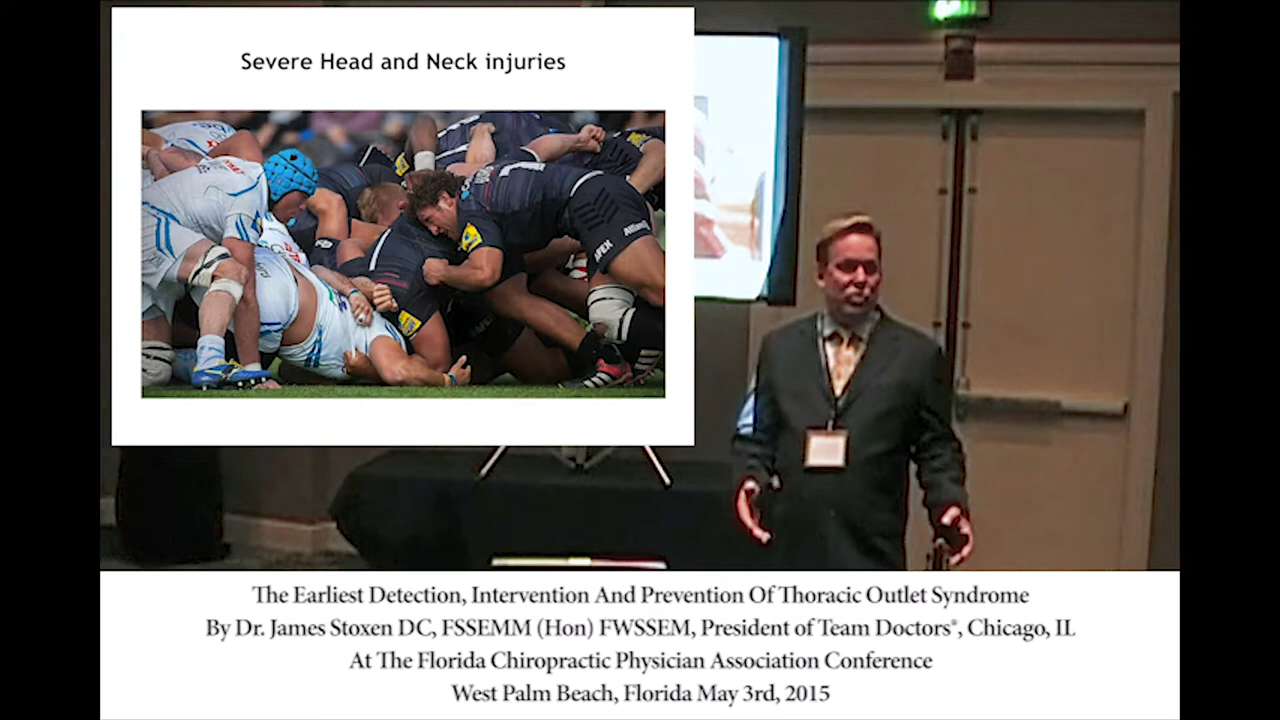 Severe Head and Neck injuries
APEX
Allianz
The Earliest Detection, Intervention And Prevention Of Thoracic Outlet Syndrome
By Dr. James Stoxen DC, FSSEMM (Hon) FWSSEM, President of Team Doctors®, Chicago, IL
At The Florida Chiropractic Physician Association Conference
West Palm Beach, Florida May 3rd, 2015